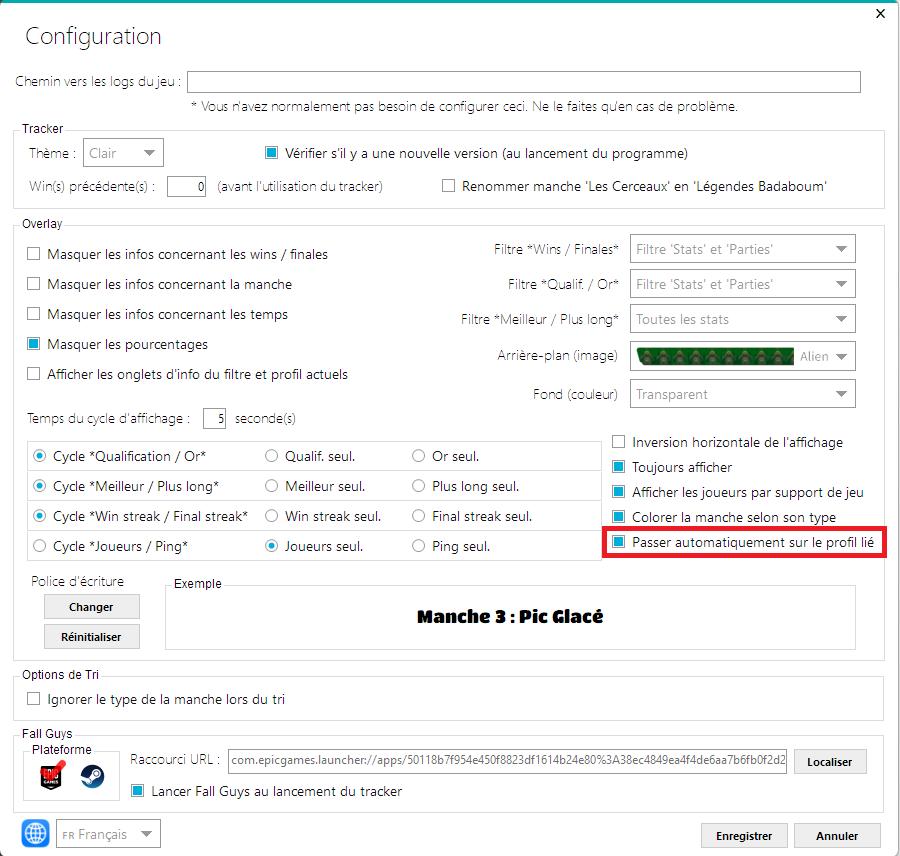 Configuration
Chemin vers les logs du jeu :
* Vous n'avez normalement pas besoin de configurer ceci. Ne le faites qu'en cas de problème.
Tracker
Thème : Clair
Vérifier s'il y a une nouvelle version (au lancement du programme)
Win(s) précédente(s) : 0 (avant l'utilisation du tracker)
Renommer manche 'Les Cerceaux' en 'Légendes Badaboum'
Overlay
Masquer les infos concernant les wins / finales
Masquer les infos concernant la manche
Masquer les infos concernant les temps
Masquer les pourcentages
Afficher les onglets d'info du filtre et profil actuels
Filtre *Wins / Finales* Filtre 'Stats' et 'Parties'
Filtre *Qualif. / Or* Filtre 'Stats' et 'Parties'
Filtre *Meilleur / Plus long* Toutes les stats
Arrière-plan (image) Alien
Fond (couleur) Transparent
Temps du cycle d'affichage : 5 seconde(s)
Cycle *Qualification / Or* Qualif. seul. Or seul.
Cycle *Meilleur / Plus long* Meilleur seul. Plus long seul.
Cycle *Win streak / Final streak* Win streak seul. Final streak seul.
Cycle *Joueurs / Ping* Joueurs seul. Ping seul.
Inversion horizontale de l'affichage
Toujours afficher
Afficher les joueurs par support de jeu
Colorer la manche selon son type
Passer automatiquement sur le profil lié
Police d'écriture
Changer
Réinitialiser
Exemple
Manche 3 : Pic Glacé
Options de Tri
Ignorer le type de la manche lors du tri
Fall Guys
Plateforme
EPIC
GAMES
Raccourci URL : com.epicgames.launcher://apps/50118b7f954e450f8823df1614b24e80%3A38ec4849ea4f4de6aa7b6fb0f2d2
Localiser
Lancer Fall Guys au lancement du tracker
FR Français
Enregistrer
Annuler